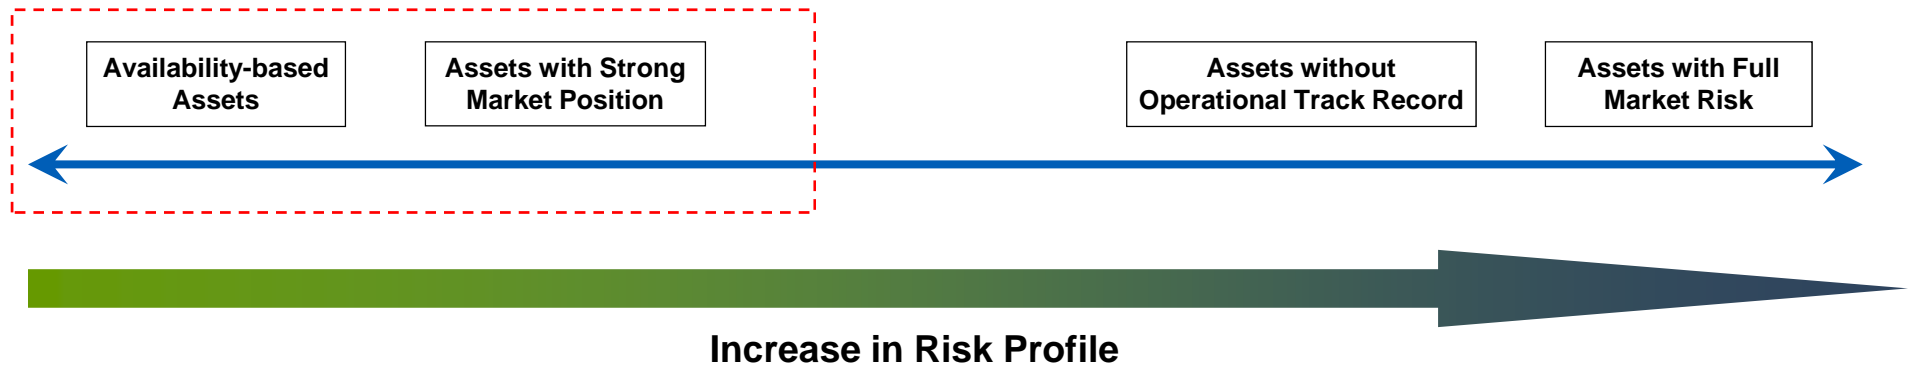 Availability-based
Assets
Assets with Strong
Market Position
Assets without
Operational Track Record
Assets with Full
Market Risk
Increase in Risk Profile